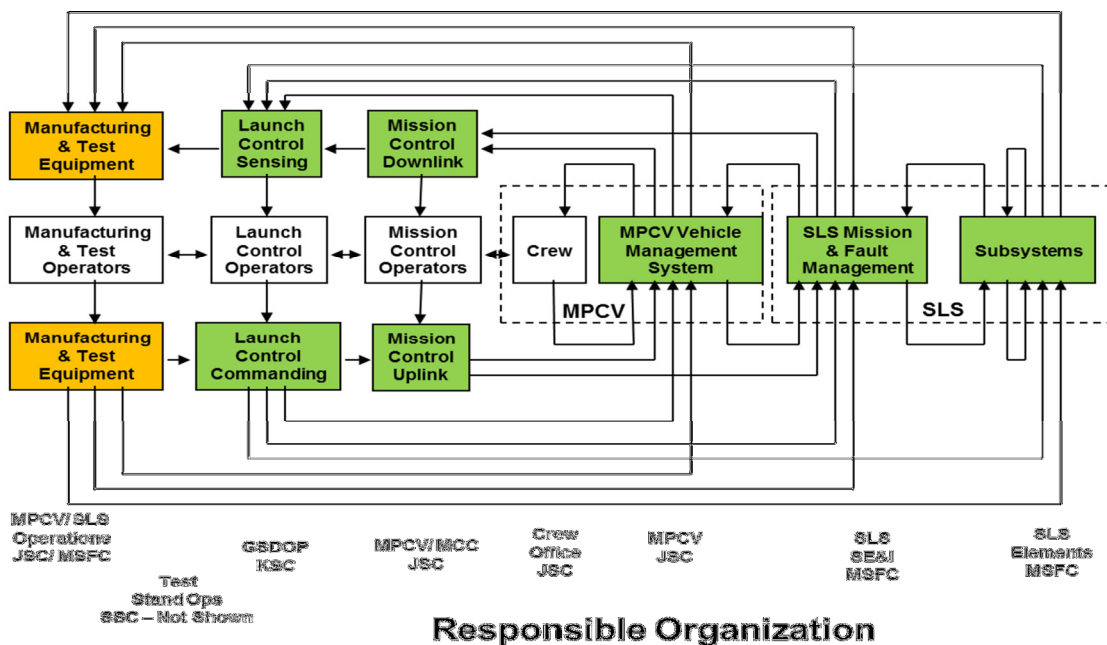 Manufacturing
& Test
Equipment
Launch
Control
Sensing
Mission
Control
Downlink
Manufacturing
& Test
Operators
Launch
Control
Operators
Mission
Control
Operators
Crew
MPCV Vehicle
Management
System
SLS Mission
& Fault
Management
Subsystems
MPCV
SLS
Manufacturing
& Test
Equipment
Launch
Control
Commanding
Mission
Control
Uplink
MPCV/ SLS
Operations
JSC/ MSFC
GSDOP
KSC
MPCV/ MCC
JSC
Crew
Office
JSC
MPCV
JSC
SLS
SE&I
MSFC
SLS
Elements
MSFC
Test
Stand Ops
SSC – Not Shown
Responsible Organization